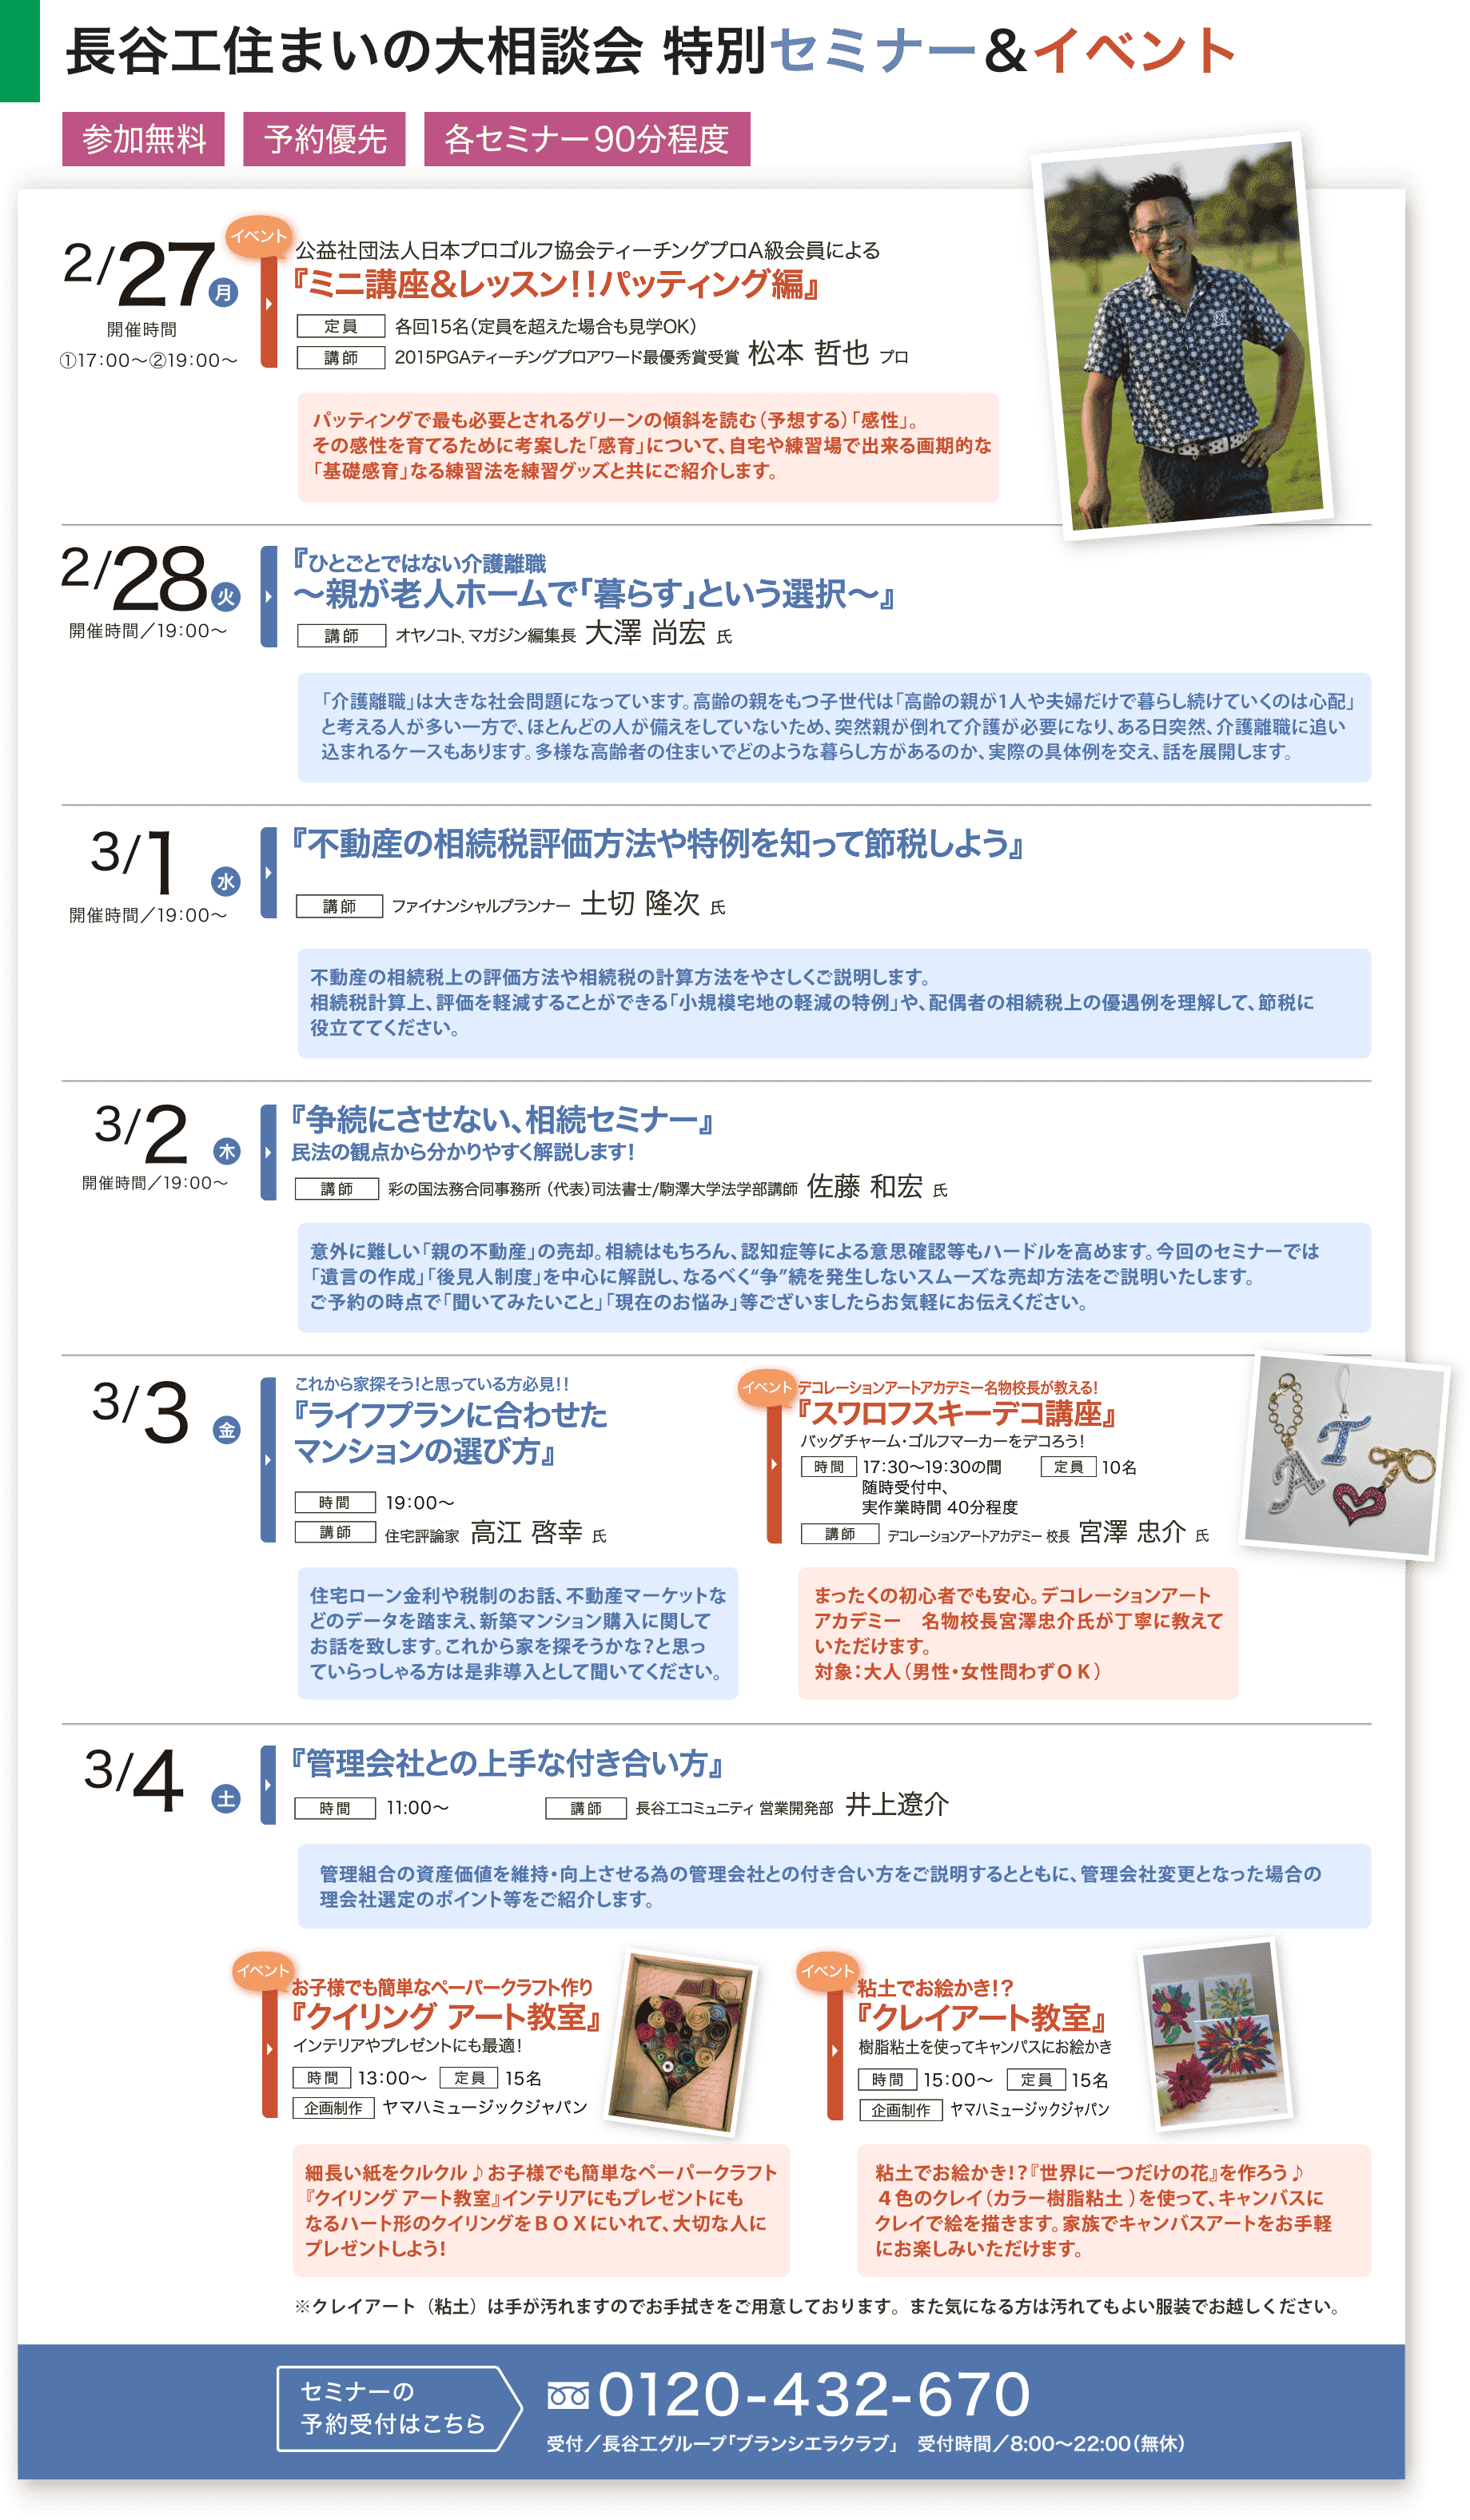 長谷工住まいの大相談会 特別セミナー&イベント
参加無料 予約優先 各セミナー90分程度
2/27月
開催時間
①17:00～②19:00～
イベント
公益社団法人日本プロゴルフ協会ティーチングプロA級会員による
『ミニ講座&レッスン!!パッティング編』
定員 各回15名(定員を超えた場合も見学OK)
講師 2015PGAティーチングプロアワード最優秀賞受賞 松本 哲也 プロ
パッティングで最も必要とされるグリーンの傾斜を読む(予想する)「感性」。
その感性を育てるために考案した「感育」について、自宅や練習場で出来る画期的な
「基礎感育」なる練習法を練習グッズと共にご紹介します。
2/28火
開催時間／19:00～
『ひとごとではない介護離職
～親が老人ホームで「暮らす」という選択～』
講師 オヤノコト．マガジン編集長 大澤 尚宏 氏
「介護離職」は大きな社会問題になっています。高齢の親をもつ子世代は「高齢の親が1人や夫婦だけで暮らし続けていくのは心配」
と考える人が多い一方で、ほとんどの人が備えをしていないため、突然親が倒れて介護が必要になり、ある日突然、介護離職に追い
込まれるケースもあります。多様な高齢者の住まいでどのような暮らし方があるのか、実際の具体例を交え、話を展開します。
3/1水
開催時間／19:00～
『不動産の相続税評価方法や特例を知って節税しよう』
講師 ファイナンシャルプランナー 土切 隆次 氏
不動産の相続税上の評価方法や相続税の計算方法をやさしくご説明します。
相続税計算上、評価を軽減することができる「小規模宅地の軽減の特例」や、配偶者の相続税上の優遇例を理解して、節税に
役立ててください。
3/2木
開催時間／19:00～
『争続にさせない、相続セミナー』
民法の観点から分かりやすく解説します!
講師 彩の国法務合同事務所 (代表)司法書士/駒澤大学法学部講師 佐藤 和宏 氏
意外に難しい「親の不動産」の売却。相続はもちろん、認知症等による意思確認等もハードルを高めます。今回のセミナーでは
「遺言の作成」「後見人制度」を中心に解説し、なるべく“争”続を発生しないスムーズな売却方法をご説明いたします。
ご予約の時点で「聞いてみたいこと」「現在のお悩み」等ございましたらお気軽にお伝えください。
3/3金
これから家探そう!と思っている方必見!!
『ライフプランに合わせた
マンションの選び方』
時間 19:00～
講師 住宅評論家 高江 啓幸 氏
住宅ローン金利や税制のお話、不動産マーケットな
どのデータを踏まえ、新築マンション購入に関して
お話を致します。これから家を探そうかな?と思っ
ていらっしゃる方は是非導入として聞いてください。
イベント
デコレーションアートアカデミー名物校長が教える!
『スワロフスキーデコ講座』
バッグチャーム・ゴルフマーカーをデコろう!
時間 17:30～19:30の間 定員 10名
随時受付中、
実作業時間 40分程度
講師 デコレーションアートアカデミー 校長 宮澤 忠介 氏
まったくの初心者でも安心。デコレーションアート
アカデミー 名物校長宮澤忠介氏が丁寧に教えて
いただけます。
対象:大人(男性・女性問わずＯＫ)
3/4土
『管理会社との上手な付き合い方』
時間 11:00～ 講師 長谷工コミュニティ 営業開発部 井上遼介
管理組合の資産価値を維持・向上させる為の管理会社との付き合い方をご説明するとともに、管理会社変更となった場合の
理会社選定のポイント等をご紹介します。
イベント
お子様でも簡単なペーパークラフト作り
『クイリング アート教室』
インテリアやプレゼントにも最適!
時間 13:00～ 定員 15名
企画制作 ヤマハミュージックジャパン
細長い紙をクルクル♪お子様でも簡単なペーパークラフト
『クイリング アート教室』インテリアにもプレゼントにも
なるハート形のクイリングをＢＯＸにいれて、大切な人に
プレゼントしよう!
イベント
粘土でお絵かき!?
『クレイアート教室』
樹脂粘土を使ってキャンパスにお絵かき
時間 15:00～ 定員 15名
企画制作 ヤマハミュージックジャパン
粘土でお絵かき!?『世界に一つだけの花』を作ろう♪
４色のクレイ(カラー樹脂粘土 )を使って、キャンバスに
クレイで絵を描きます。家族でキャンバスアートをお手軽
にお楽しみいただけます。
※クレイアート（粘土）は手が汚れますのでお手拭きをご用意しております。また気になる方は汚れてもよい服装でお越しください。
セミナーの
予約受付はこちら
0120-432-670
受付／長谷工グループ「ブランシエラクラブ」 受付時間／8:00～22:00(無休)